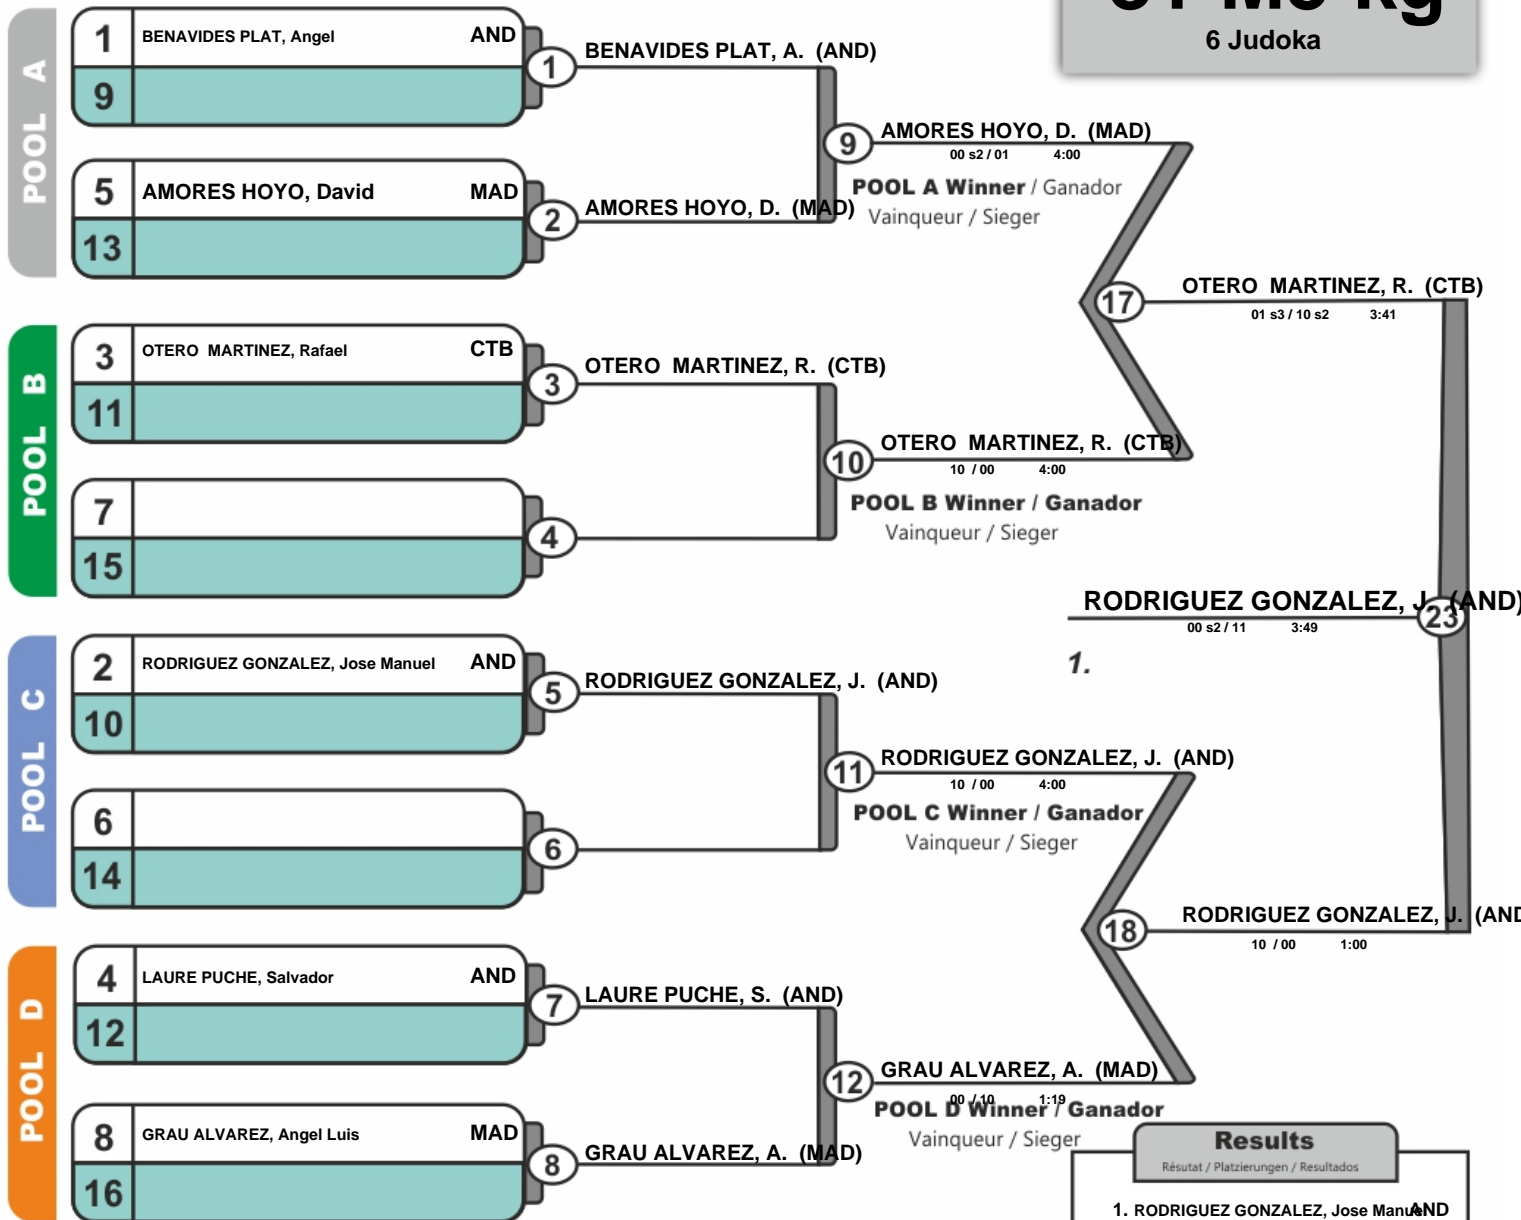 6 Judoka
POOL A
1 BENAVIDES PLAT, Angel AND
9
5 AMORES HOYO, David MAD
13
1 BENAVIDES PLAT, A. (AND)
2 AMORES HOYO, D. (MAD)
9 AMORES HOYO, D. (MAD)
00 s2 / 01 4:00
POOL A Winner / Ganador
Vainqueur / Sieger
POOL B
3 OTERO MARTINEZ, Rafael CTB
11
7
15
3 OTERO MARTINEZ, R. (CTB)
4
10 OTERO MARTINEZ, R. (CTB)
10 / 00 4:00
POOL B Winner / Ganador
Vainqueur / Sieger
17 OTERO MARTINEZ, R. (CTB)
01 s3 / 10 s2 3:41
RODRIGUEZ GONZALEZ, J. (AND)
23
00 s2 / 11 3:49
1.
POOL C
2 RODRIGUEZ GONZALEZ, Jose Manuel AND
10
6
14
5 RODRIGUEZ GONZALEZ, J. (AND)
6
11 RODRIGUEZ GONZALEZ, J. (AND)
10 / 00 4:00
POOL C Winner / Ganador
Vainqueur / Sieger
18 RODRIGUEZ GONZALEZ, J. (AND
10 / 00 1:00
POOL D
4 LAURE PUCHE, Salvador AND
12
8 GRAU ALVAREZ, Angel Luis MAD
16
7 LAURE PUCHE, S. (AND)
8 GRAU ALVAREZ, A. (MAD)
12 GRAU ALVAREZ, A. (MAD)
00 / 10 1:19
POOL D Winner / Ganador
Vainqueur / Sieger
Results
Résutat / Platzierungen / Resultados
1. RODRIGUEZ GONZALEZ, Jose Manuel AND